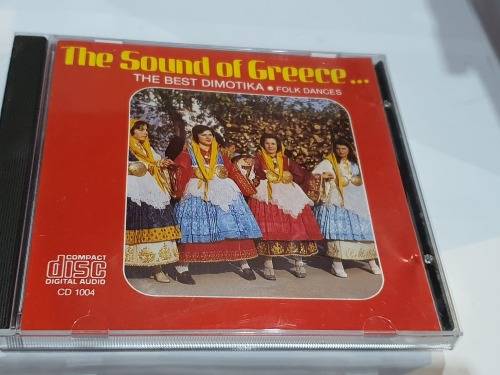 The Sound of Greece...
THE BEST DIMOTIKA • FOLK DANCES
COMPACT
disc
DIGITAL AUDIO
CD 1004